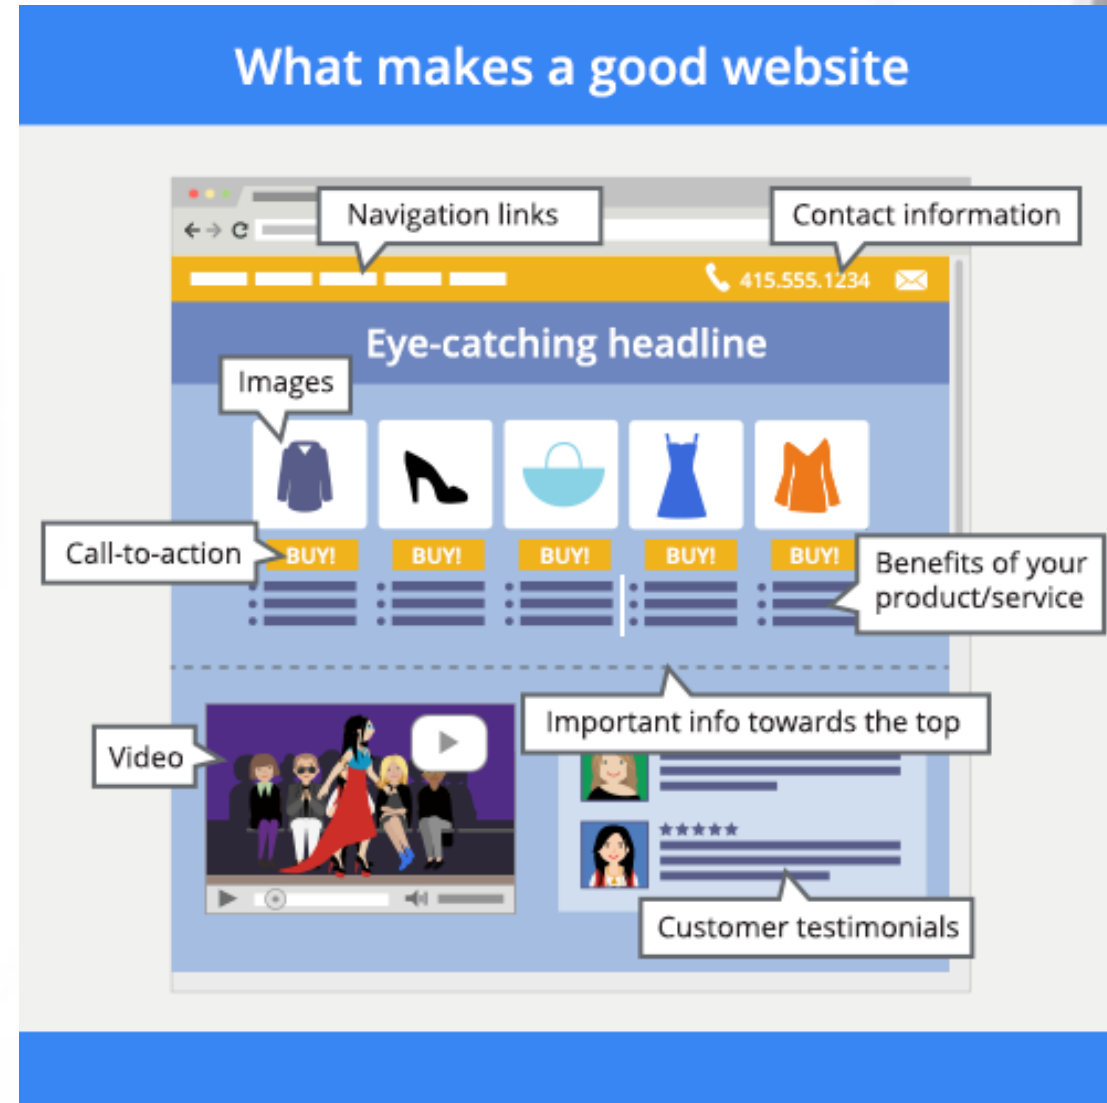 What makes a good website
Navigation links
Contact information
415.555.1234
Eye-catching headline
Images
Call-to-action
BUY!
BUY!
BUY!
BUY!
BUY!
Benefits of your
product/service
Important info towards the top
Video
Customer testimonials